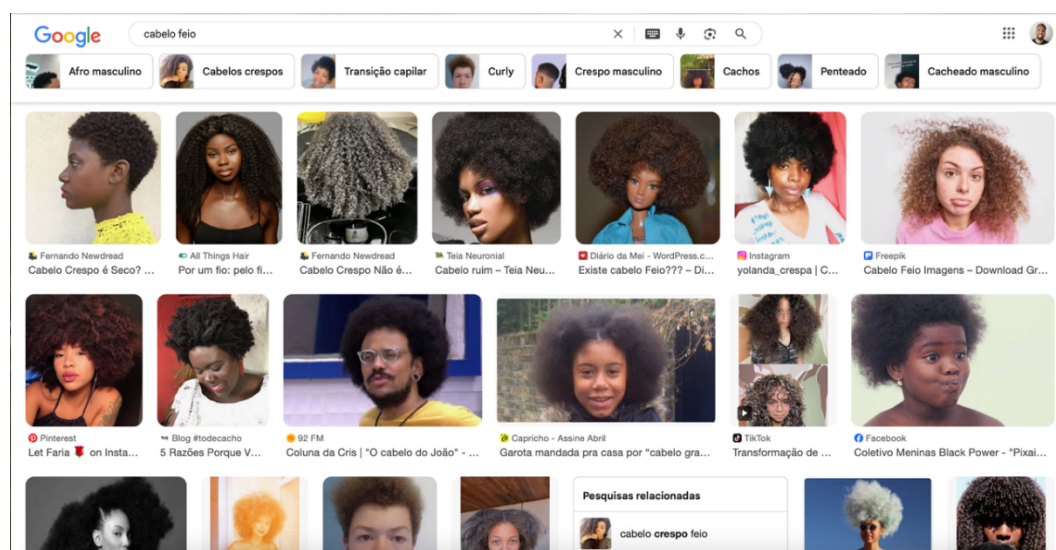 Google
cabelo feio
Afro masculino
Cabelos crespos
Transição capilar
Curly
Crespo masculino
Cachos
Penteado
Cacheado masculino
Fernando Newdread
Cabelo Crespo é Seco? ...
All Things Hair
Por um fio: pelo fi...
Fernando Newdread
Cabelo Crespo Não é...
Teia Neuronial
Cabelo ruim – Teia Neu...
Diário da Mei - WordPress.c...
Existe cabelo Feio??? – Di...
Instagram
yolanda_crespa | C...
Freepik
Cabelo Feio Imagens – Download Gr...
Pinterest
Let Faria 🌹 on Insta...
Blog #todecacho
5 Razões Porque V...
92 FM
Coluna da Cris | "O cabelo do João" - ...
Capricho - Assine Abril
Garota mandada pra casa por “cabelo gra...
TikTok
Transformação de ...
Facebook
Coletivo Meninas Black Power - "Pixai...
Pesquisas relacionadas
cabelo crespo feio